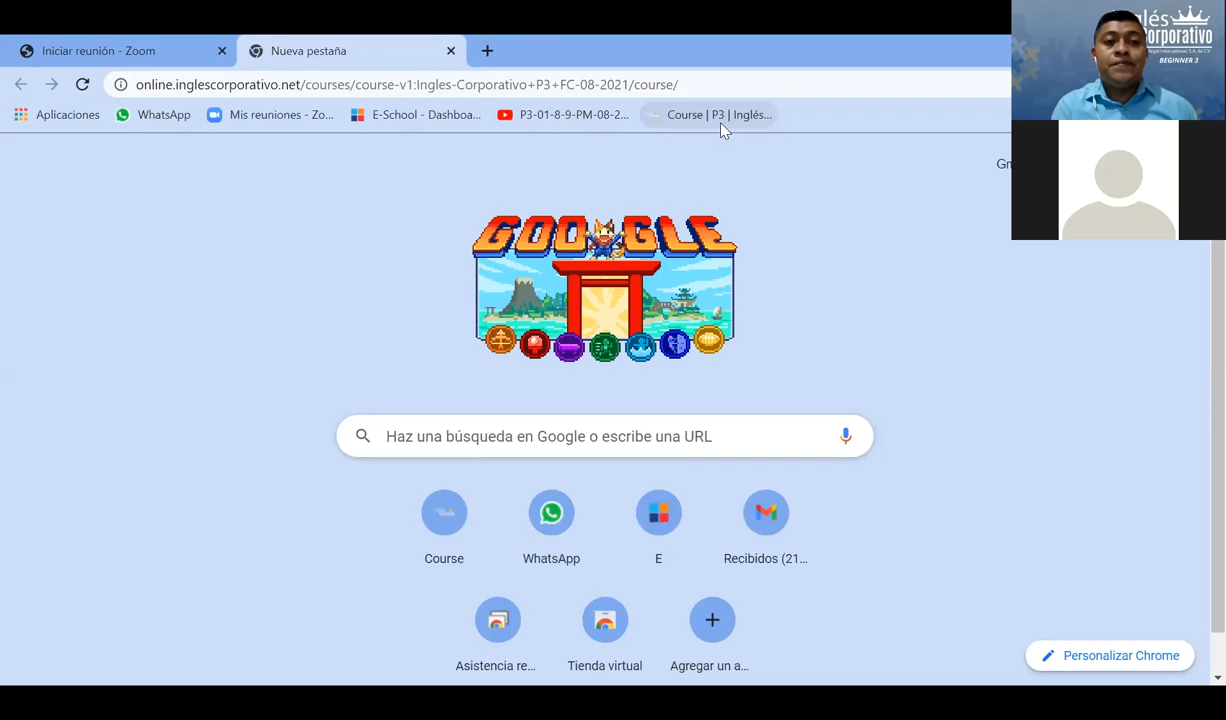 Iniciar reunión - Zoom
Nueva pestaña
online.inglescorporativo.net/courses/course-v1:Ingles-Corporativo+P3+FC-08-2021/course/
Aplicaciones
WhatsApp
Mis reuniones - Zo...
E-School - Dashboa...
P3-01-8-9-PM-08-2...
Course | P3 | Inglés...
GOOGLE
Haz una búsqueda en Google o escribe una URL
Course
WhatsApp
E
Recibidos (21...
Asistencia re...
Tienda virtual
Agregar un a...
Personalizar Chrome
BEGINNER 3